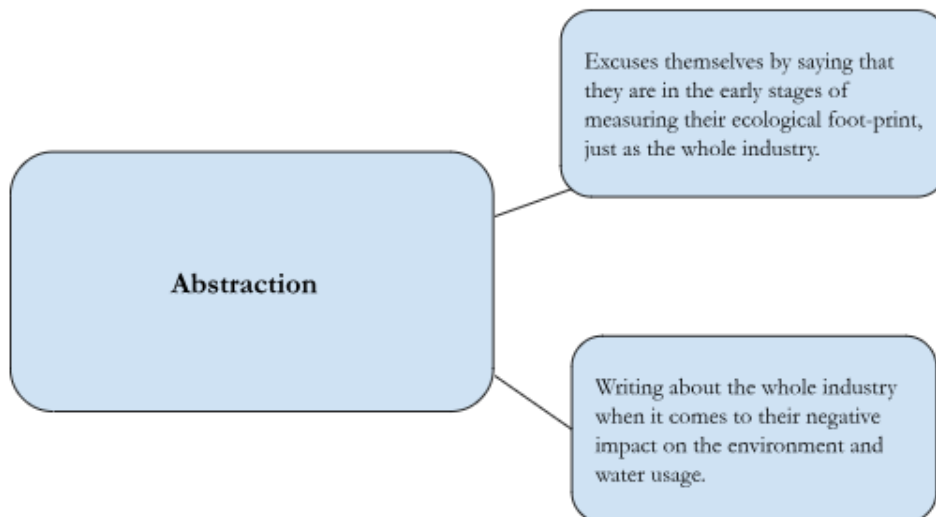 Excuses themselves by saying that
they are in the early stages of
measuring their ecological foot-print,
just as the whole industry.
Abstraction
Writing about the whole industry
when it comes to their negative
impact on the environment and
water usage.